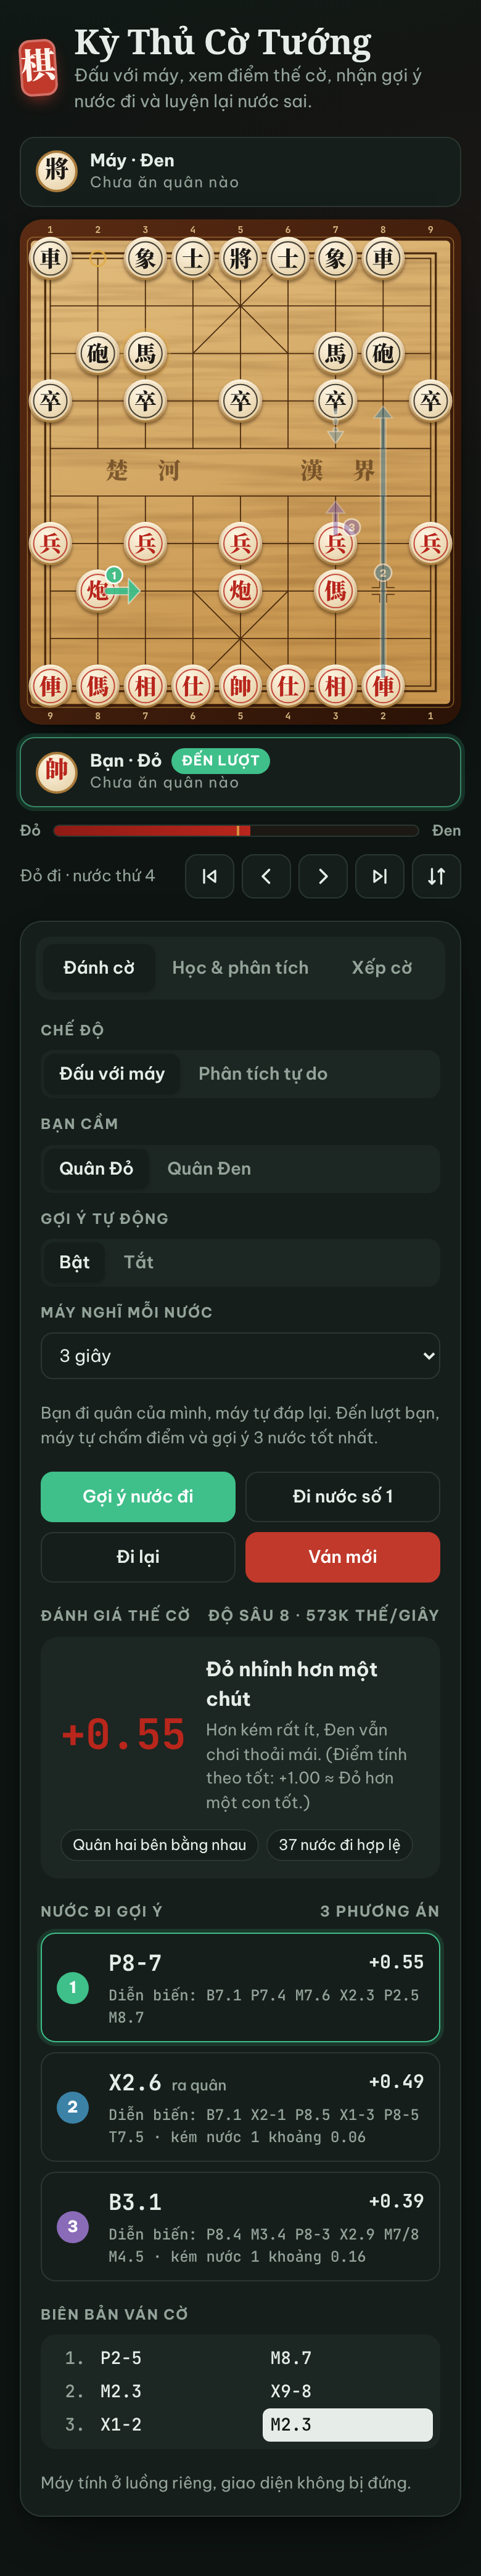 棋
Kỳ Thủ Cờ Tướng
Đấu với máy, xem điểm thế cờ, nhận gợi ý
nước đi và luyện lại nước sai.
將
Máy · Đen
Chưa ăn quân nào
1 2 3 4 5 6 7 8 9
車 象 士 將 士 象 車
砲 馬 馬 砲
卒 卒 卒 卒 卒
楚 河 漢 界
兵 兵 兵 兵 兵
3
1
炮 炮 傌
2
俥 傌 相 仕 帥 仕 相 俥
9 8 7 6 5 4 3 2 1
帥
Bạn · Đỏ ĐẾN LƯỢT
Chưa ăn quân nào
Đỏ Đen
Đỏ đi · nước thứ 4
Đánh cờ Học & phân tích Xếp cờ
CHẾ ĐỘ
Đấu với máy Phân tích tự do
BẠN CẦM
Quân Đỏ Quân Đen
GỢI Ý TỰ ĐỘNG
Bật Tắt
MÁY NGHĨ MỖI NƯỚC
3 giây
Bạn đi quân của mình, máy tự đáp lại. Đến lượt bạn,
máy tự chấm điểm và gợi ý 3 nước tốt nhất.
Gợi ý nước đi Đi nước số 1
Đi lại Ván mới
ĐÁNH GIÁ THẾ CỜ ĐỘ SÂU 8 · 573K THẾ/GIÂY
+0.55
Đỏ nhỉnh hơn một
chút
Hơn kém rất ít, Đen vẫn
chơi thoải mái. (Điểm tính
theo tốt: +1.00 ≈ Đỏ hơn
một con tốt.)
Quân hai bên bằng nhau 37 nước đi hợp lệ
NƯỚC ĐI GỢI Ý 3 PHƯƠNG ÁN
1 P8-7 +0.55
Diễn biến: B7.1 P7.4 M7.6 X2.3 P2.5
M8.7
2 X2.6 ra quân +0.49
Diễn biến: B7.1 X2-1 P8.5 X1-3 P8-5
T7.5 · kém nước 1 khoảng 0.06
3 B3.1 +0.39
Diễn biến: P8.4 M3.4 P8-3 X2.9 M7/8
M4.5 · kém nước 1 khoảng 0.16
BIÊN BẢN VÁN CỜ
1. P2-5 M8.7
2. M2.3 X9-8
3. X1-2 M2.3
Máy tính ở luồng riêng, giao diện không bị đứng.